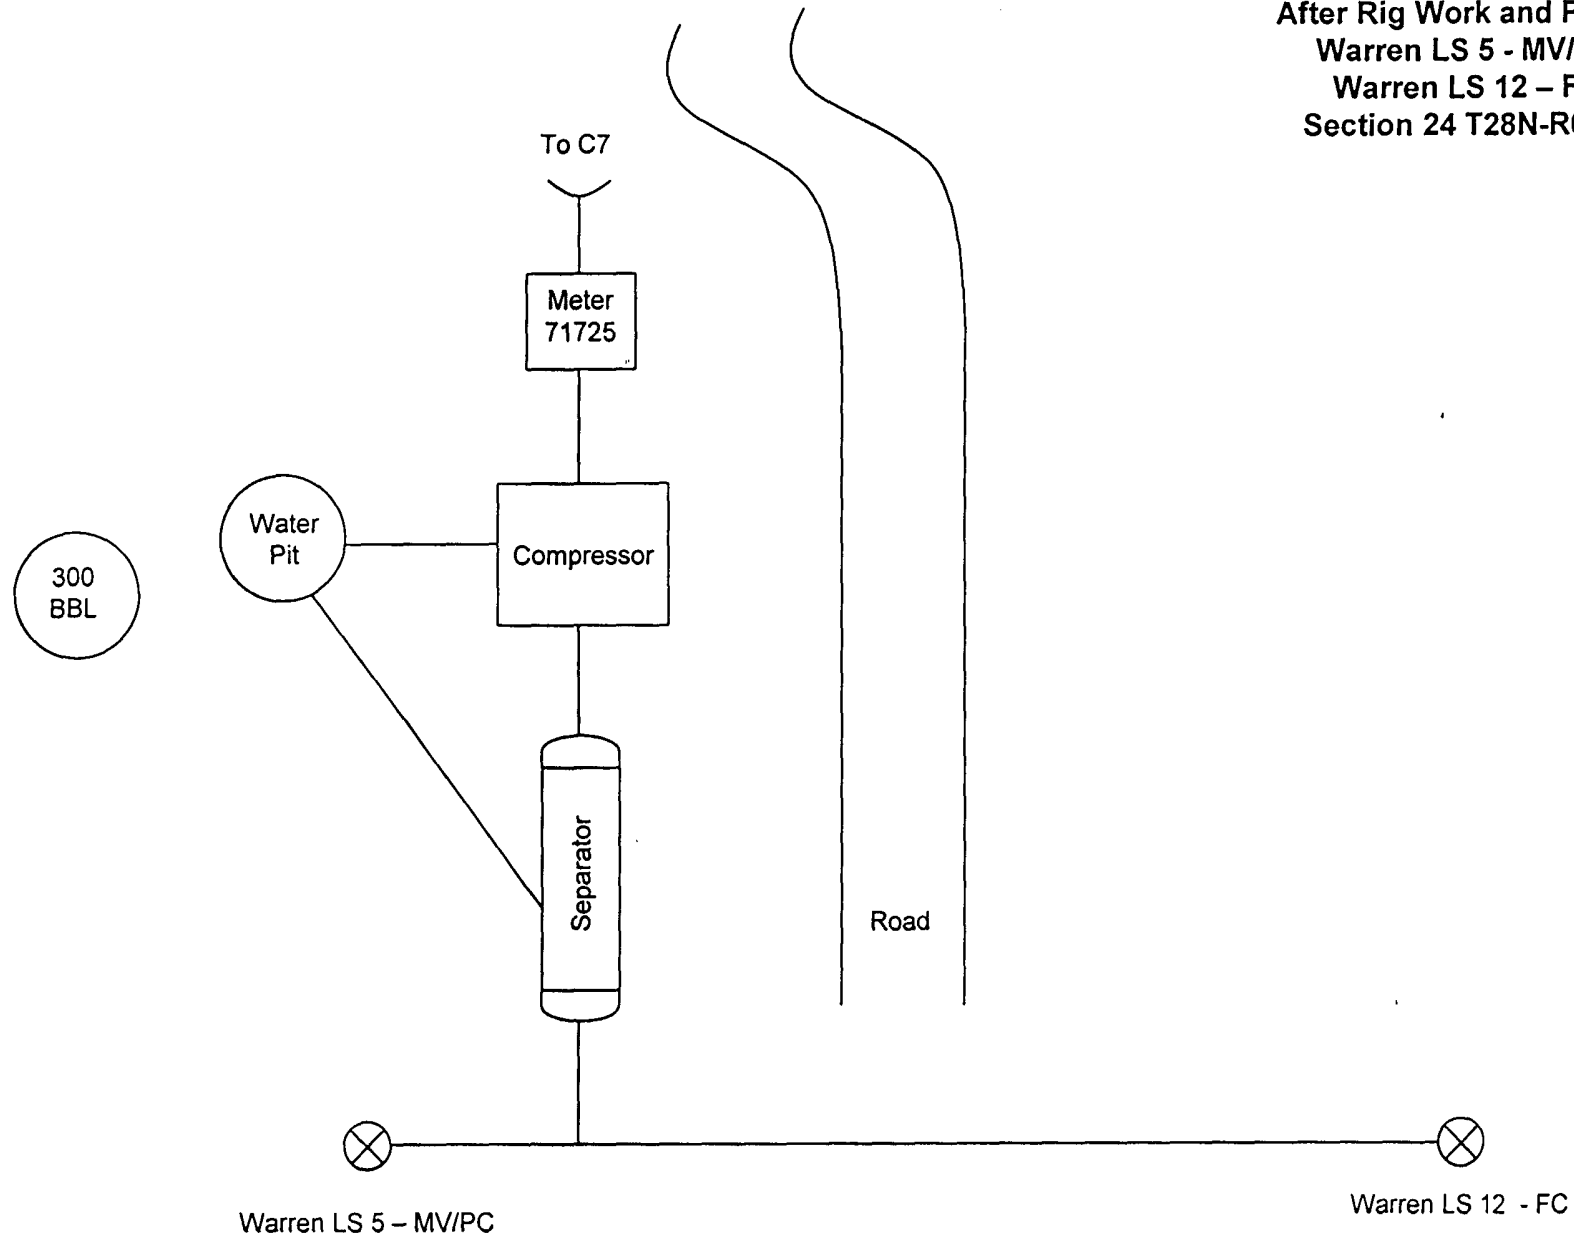 After Rig Work and
Warren LS 5 - MV/
Warren LS 12 –
Section 24 T28N-
To C7
Meter
71725
Water
Pit
Compressor
300
BBL
Separator
Road
Warren LS 5 – MV/PC
Warren LS 12 - FC